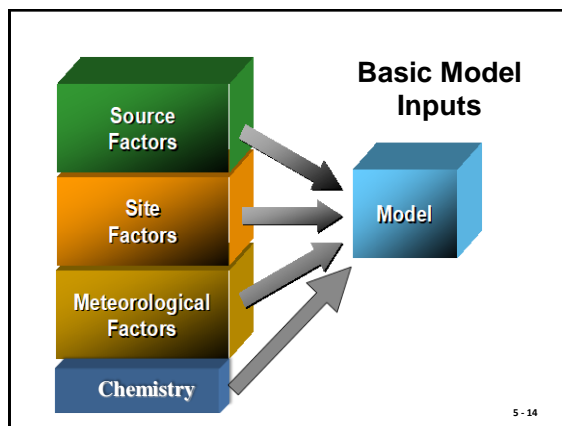 Basic Model
Inputs
Source
Factors
Site
Factors
Meteorological
Factors
Chemistry
Model
5 - 14